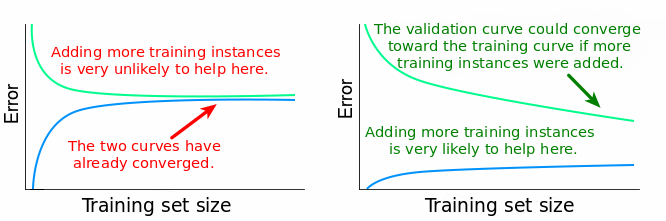 Adding more training instances
is very unlikely to help here.
The two curves have
already converged.
Error
Training set size
The validation curve could converge
toward the training curve if more
training instances were added.
Adding more training instances
is very likely to help here.
Error
Training set size